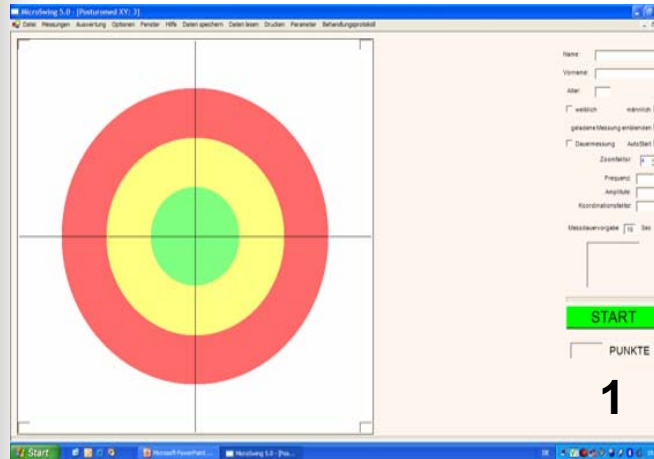 MicroSwing 5.0 - [Posturomed XY: 3]
Datei Messungen Auswertung Optionen Fenster Hilfe Daten speichern Daten lesen Drucken Parameter Behandlungsprotokoll
Name:
Vorname:
Alter:
weiblich männlich
geladene Messung einblenden
Dauermessung AutoStart
Zoomfaktor:
Frequenz:
Amplitude:
Koordinationsfaktor:
Messdauervorgabe 10 Sec
START
PUNKTE
1
Start Microsoft PowerPoint ... MicroSwing 5.0 - [Pos... DE